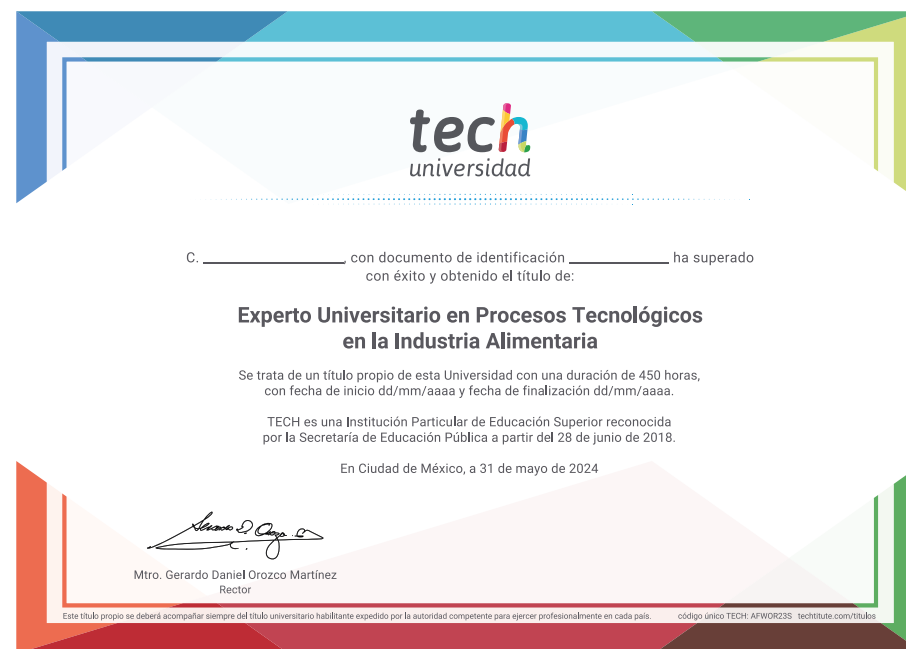 tech
universidad
C. ____________, con documento de identificación ____________ ha superado
con éxito y obtenido el título de:
Experto Universitario en Procesos Tecnológicos
en la Industria Alimentaria
Se trata de un título propio de esta Universidad con una duración de 450 horas,
con fecha de inicio dd/mm/aaaa y fecha de finalización dd/mm/aaaa.
TECH es una Institución Particular de Educación Superior reconocida
por la Secretaría de Educación Pública a partir del 28 de junio de 2018.
En Ciudad de México, a 31 de mayo de 2024
Mtro. Gerardo Daniel Orozco Martínez
Rector
Este título propio se deberá acompañar siempre del título universitario habilitante expedido por la autoridad competente para ejercer profesionalmente en cada país. código único TECH: AFWOR23S techtitute.com/titulos